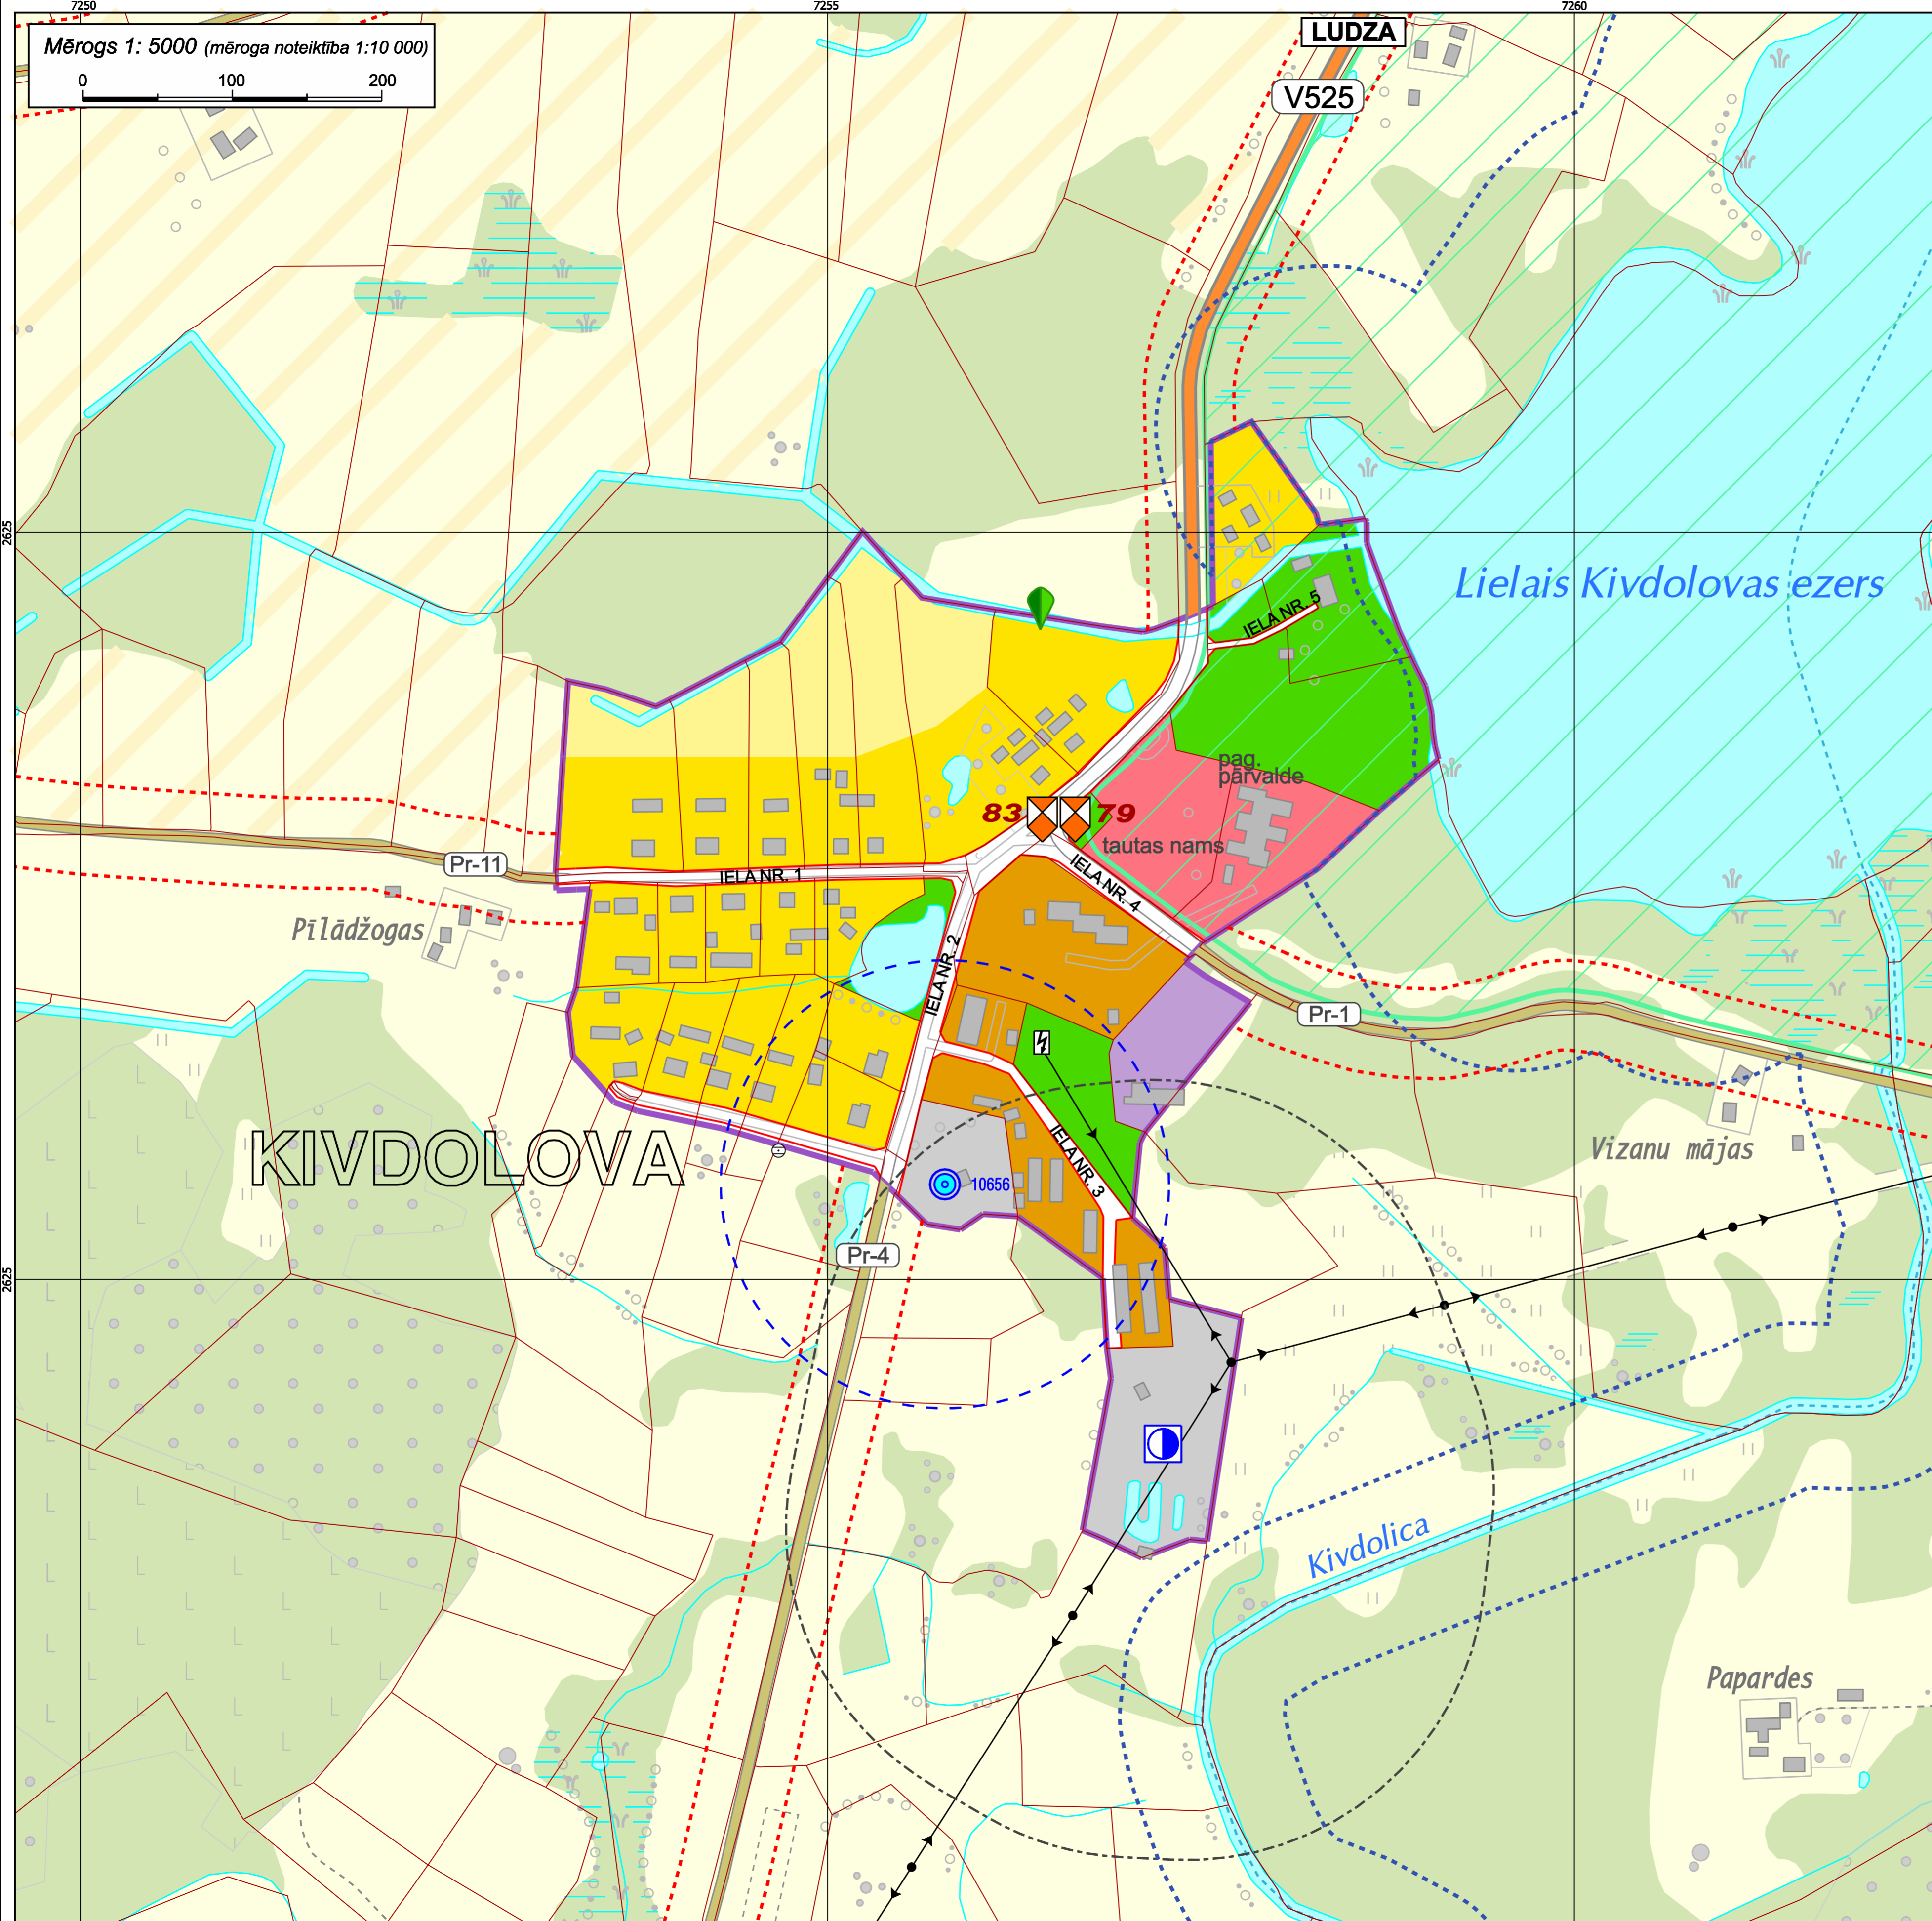 7250
7255
7260
Mērogs 1: 5000 (mēroga noteiktība 1:10 000)
0 100 200
LUDZA
V525
2625
Lielais Kivdolovas ezers
IELA NR. 5
pag.
pārvalde
83 79
tautas nams
Pr-11
IELA NR. 1
IELA NR. 4
Pīlādžogas
IELA NR. 2
Pr-1
KIVDOLOVA
IELA NR. 3
Vizanu mājas
10656
Pr-4
2625
Kivdolica
Papardes